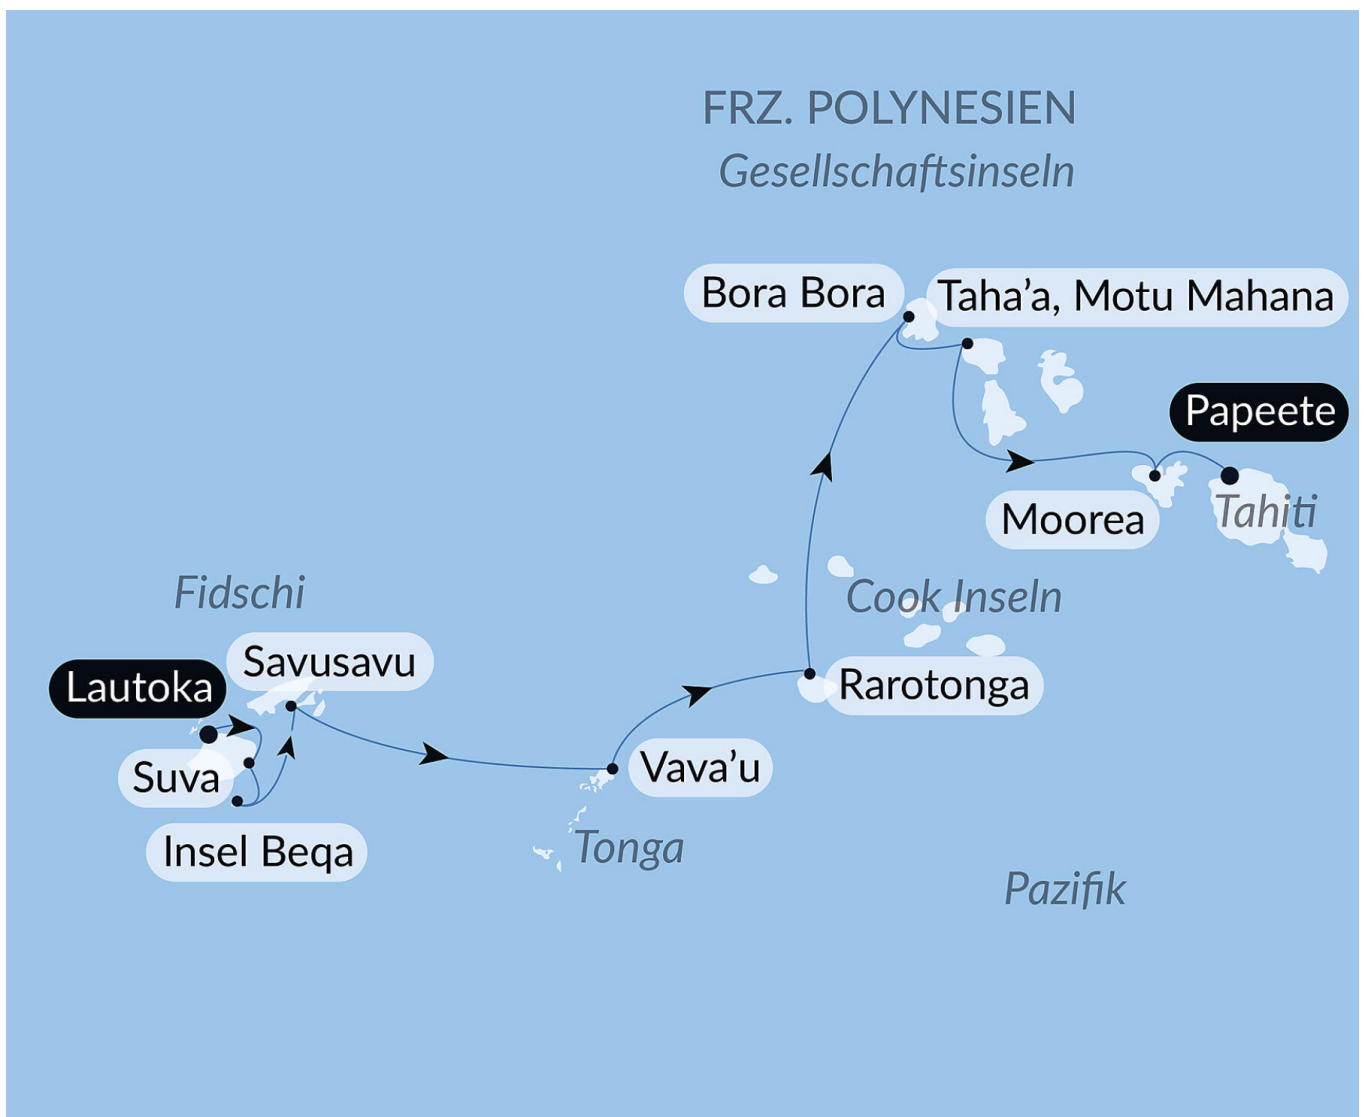 FRZ. POLYNESIEN
Gesellschaftsinseln
Bora Bora
Taha’a, Motu Mahana
Papeete
Moorea
Tahiti
Fidschi
Cook Inseln
Savusavu
Lautoka
Rarotonga
Suva
Vava’u
Insel Beqa
Tonga
Pazifik